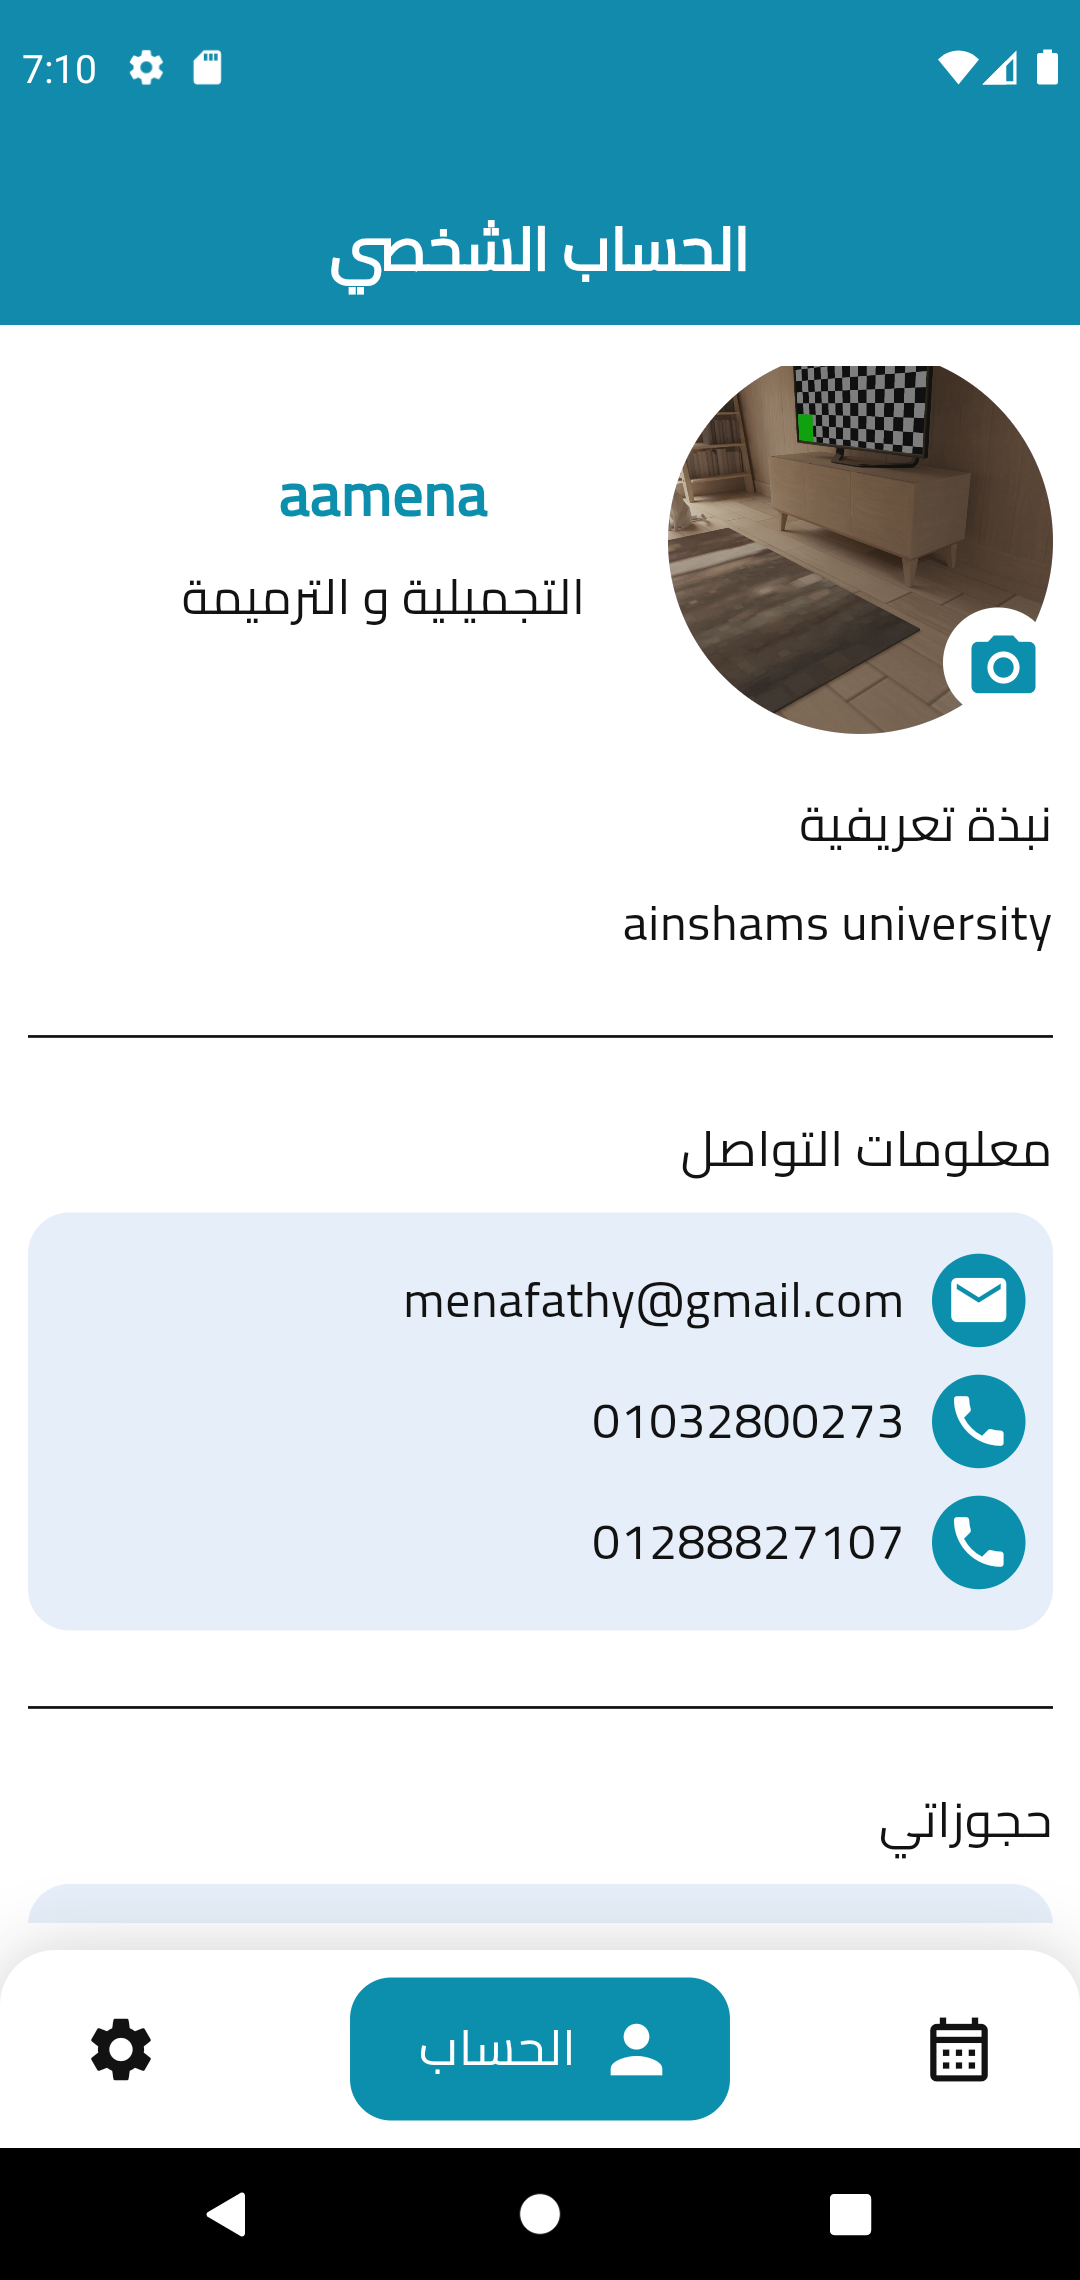 7:10
الحساب الشخصي
aamena
التجميلية و الترميمة
نبذة تعريفية
ainshams university
معلومات التواصل
menafathy@gmail.com
01032800273
01288827107
حجوزاتي
الحساب